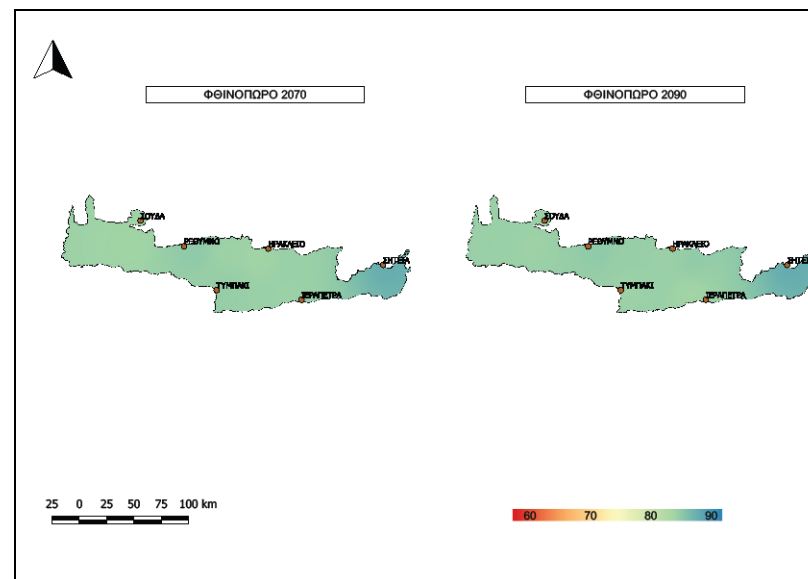 ΦΘΙΝΟΠΩΡΟ 2070
ΦΘΙΝΟΠΩΡΟ 2090
ΣΟΥΔΑ
ΡΕΘΥΜΝΟ
ΗΡΑΚΛΕΙΟ
ΣΗΤΕΙΑ
ΤΥΜΠΑΚΙ
ΙΕΡΑΠΕΤΡΑ
ΣΟΥΔΑ
ΡΕΘΥΜΝΟ
ΗΡΑΚΛΕΙΟ
ΣΗΤΕ
ΤΥΜΠΑΚΙ
ΙΕΡΑΠΕΤΡΑ
25 0 25 50 75 100 km
60 70 80 90